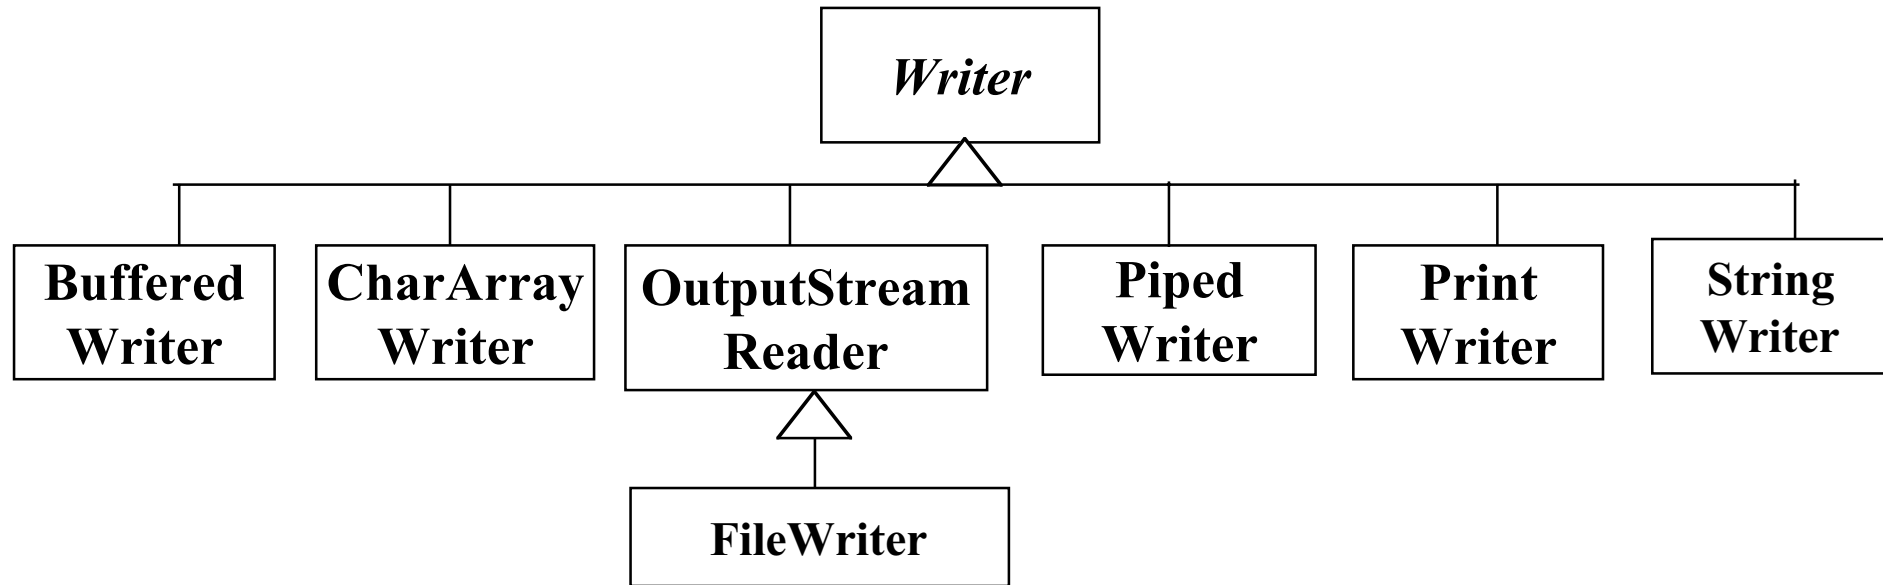 Writer
Buffered
Writer
CharArray
Writer
OutputStream
Reader
Piped
Writer
Print
Writer
String
Writer
FileWriter